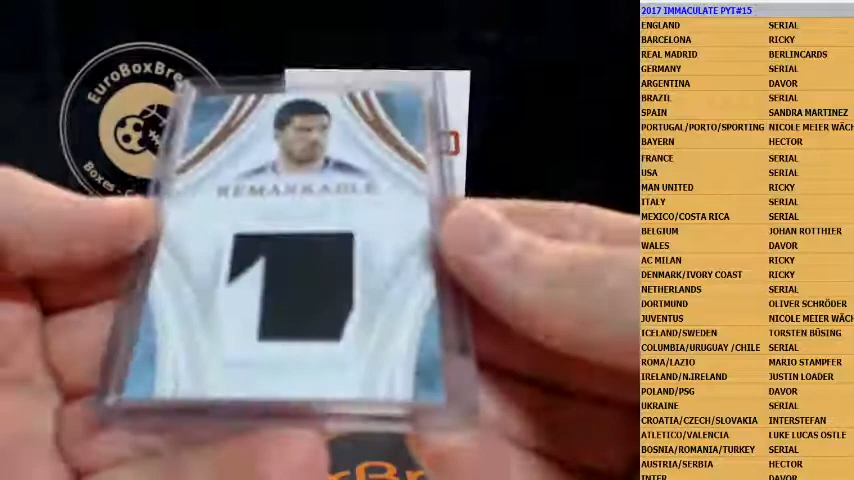 EuroBoxBre
Boxes - C
REMARKABLE
rBr
2017 IMMACULATE PYT#15
ENGLAND SERIAL
BARCELONA RICKY
REAL MADRID BERLINCARDS
GERMANY SERIAL
ARGENTINA DAVOR
BRAZIL SERIAL
SPAIN SANDRA MARTINEZ
PORTUGAL/PORTO/SPORTING NICOLE MEIER WÄCH
BAYERN HECTOR
FRANCE SERIAL
USA SERIAL
MAN UNITED RICKY
ITALY SERIAL
MEXICO/COSTA RICA SERIAL
BELGIUM JOHAN ROTTHIER
WALES DAVOR
AC MILAN RICKY
DENMARK/IVORY COAST RICKY
NETHERLANDS SERIAL
DORTMUND OLIVER SCHRÖDER
JUVENTUS NICOLE MEIER WÄCH
ICELAND/SWEDEN TORSTEN BÜSING
COLUMBIA/URUGUAY /CHILE SERIAL
ROMA/LAZIO MARIO STAMPFER
IRELAND/N.IRELAND JUSTIN LOADER
POLAND/PSG DAVOR
UKRAINE SERIAL
CROATIA/CZECH/SLOVAKIA INTERSTEFAN
ATLETICO/VALENCIA LUKE LUCAS OSTLE
BOSNIA/ROMANIA/TURKEY SERIAL
AUSTRIA/SERBIA HECTOR
INTER DAVOR